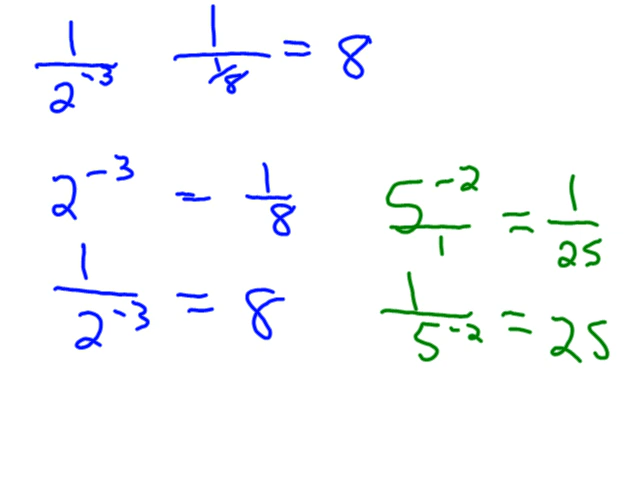 1/2^-3  1/(1/8) = 8
2^-3 = 1/8
1/2^-3 = 8
5^-2/1 = 1/25
1/5^-2 = 25